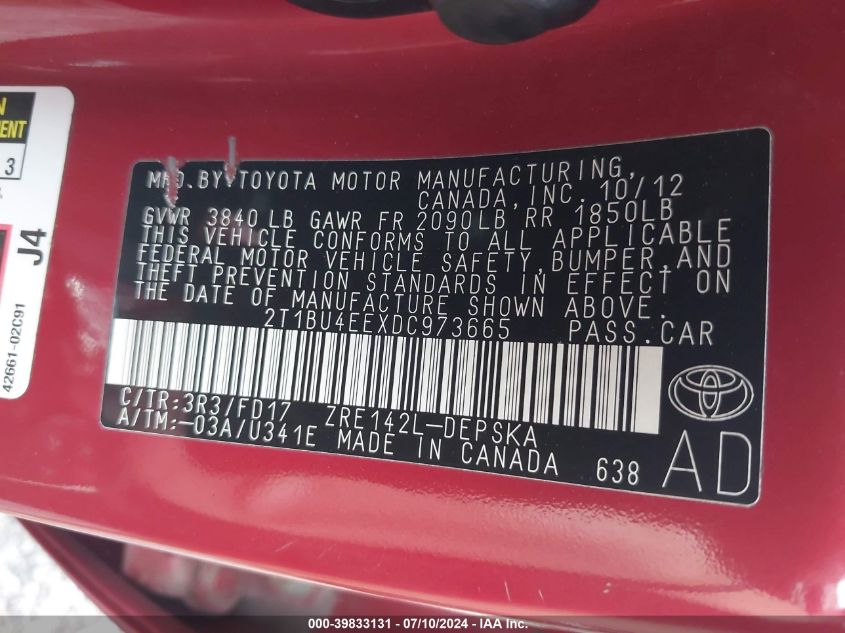 N
MENT
3
J4
42661-02C91
MFD.BY TOYOTA MOTOR MANUFACTURING,
CANADA, INC. 10/12
GVWR 3840 LB GAWR FR 2090LB RR 1850LB
THIS VEHICLE CONFORMS TO ALL APPLICABLE
FEDERAL MOTOR VEHICLE SAFETY, BUMPER, AND
THEFT PREVENTION STANDARDS IN EFFECT ON
THE DATE OF MANUFACTURE SHOWN ABOVE.
2T1BU4EEXDC973665 PASS.CAR
C/TR:3R3/FD17 ZRE142L-DEPSKA
A/TM:-03A/U341E MADE IN CANADA 638
AD
000-39833131 - 07/10/2024 - IAA Inc.